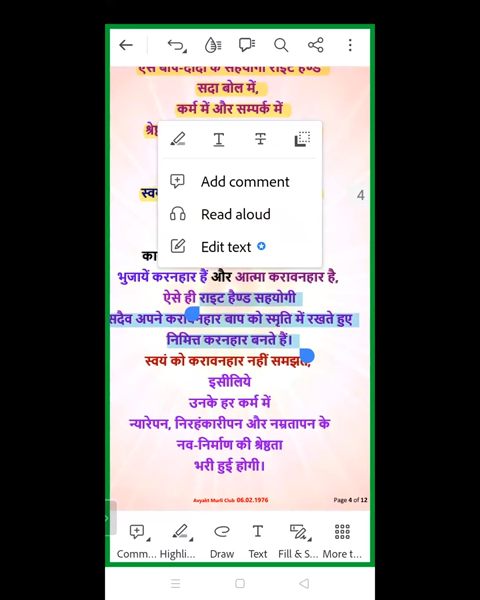 ऐसे बाप-दादा के सहयोगी राइट हैण्ड
सदा बोल में,
कर्म में और सम्पर्क में
Add comment
Read aloud
Edit text
4
भुजायें करनहार हैं और आत्मा करावनहार है,
ऐसे ही राइट हैण्ड सहयोगी
सदैव अपने करावनहार बाप को स्मृति में रखते हुए
निमित्त करनहार बनते हैं।
स्वयं को करावनहार नहीं समझते,
इसीलिये
उनके हर कर्म में
न्यारेपन, निरहंकारीपन और नम्रतापन के
नव-निर्माण की श्रेष्ठता
भरी हुई होगी।
Avyakt Murli Club 06.02.1976
Page 4 of 12
Comm... Highli... Draw Text Fill & S... More t...